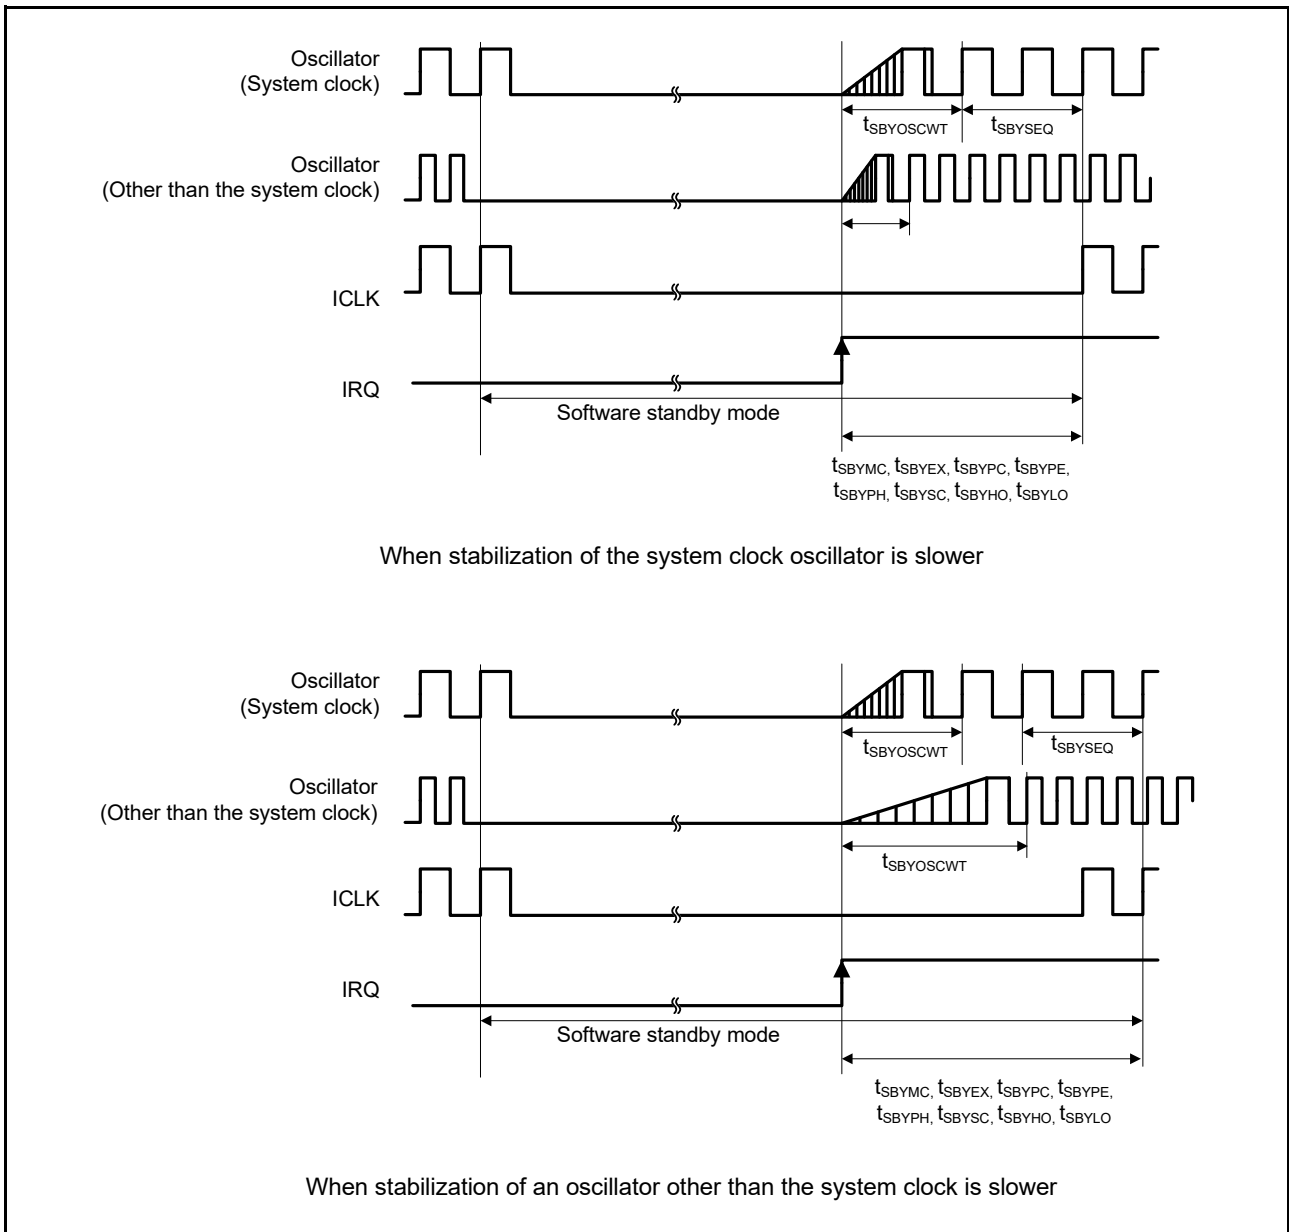 Oscillator
(System clock)
tSBYOSCWT
tSBYSEQ
Oscillator
(Other than the system clock)
ICLK
IRQ
Software standby mode
tSBYMC, tSBYEX, tSBYPC, tSBYPE,
tSBYPH, tSBYSC, tSBYHO, tSBYLO
When stabilization of the system clock oscillator is slower
Oscillator
(System clock)
tSBYOSCWT
tSBYSEQ
Oscillator
(Other than the system clock)
tSBYOSCWT
ICLK
IRQ
Software standby mode
tSBYMC, tSBYEX, tSBYPC, tSBYPE,
tSBYPH, tSBYSC, tSBYHO, tSBYLO
When stabilization of an oscillator other than the system clock is slower